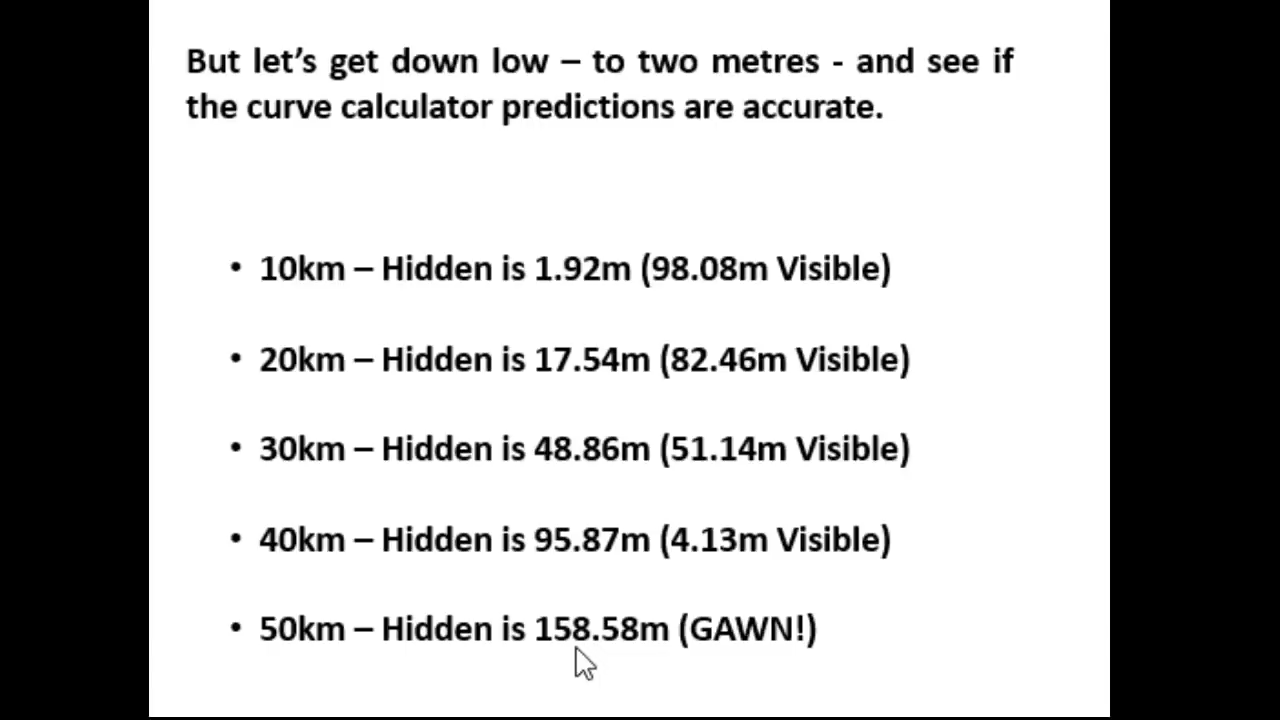 But let’s get down low – to two metres - and see if
the curve calculator predictions are accurate.
• 10km – Hidden is 1.92m (98.08m Visible)
• 20km – Hidden is 17.54m (82.46m Visible)
• 30km – Hidden is 48.86m (51.14m Visible)
• 40km – Hidden is 95.87m (4.13m Visible)
• 50km – Hidden is 158.58m (GAWN!)